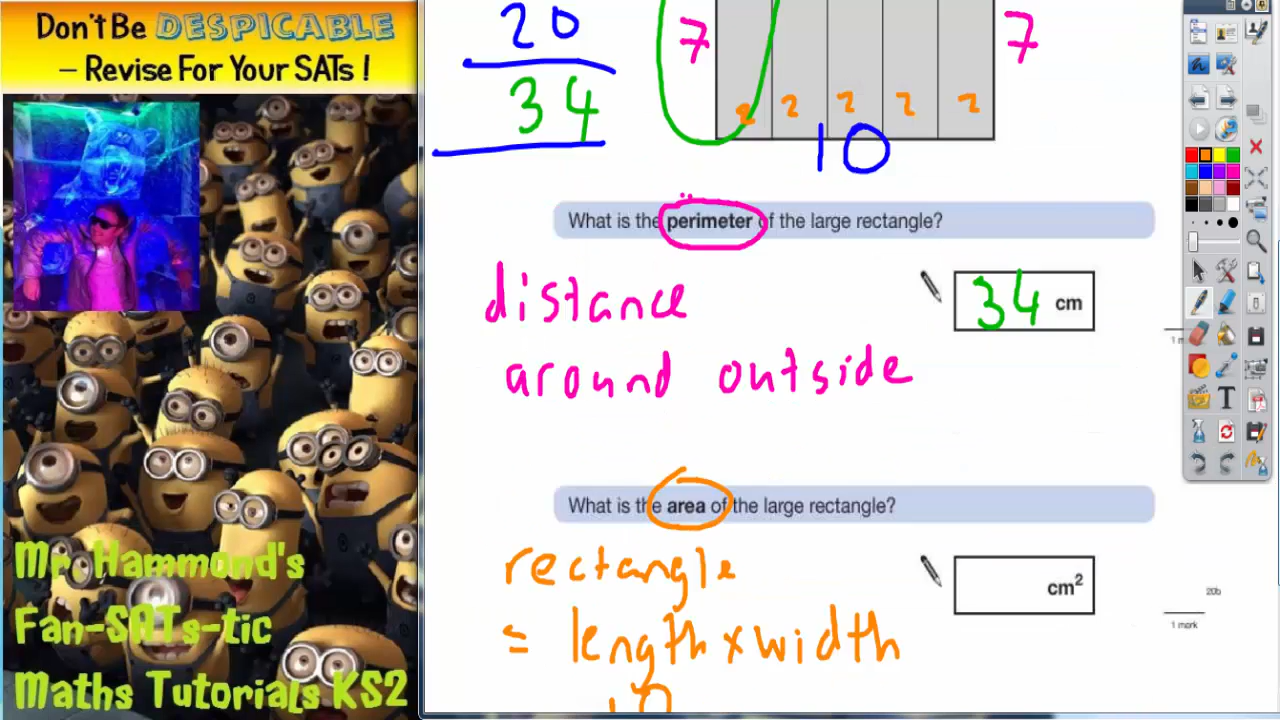 Don't Be DESPICABLE
– Revise For Your SATs !
20
34
7
7
2 2 2 2 2
10
What is the perimeter of the large rectangle?
distance
around outside
34 cm
What is the area of the large rectangle?
rectangle
= length x width
10
cm²
20b
1 mark
Mr. Hammond's
Fan-SATs-tic
Maths Tutorials KS2